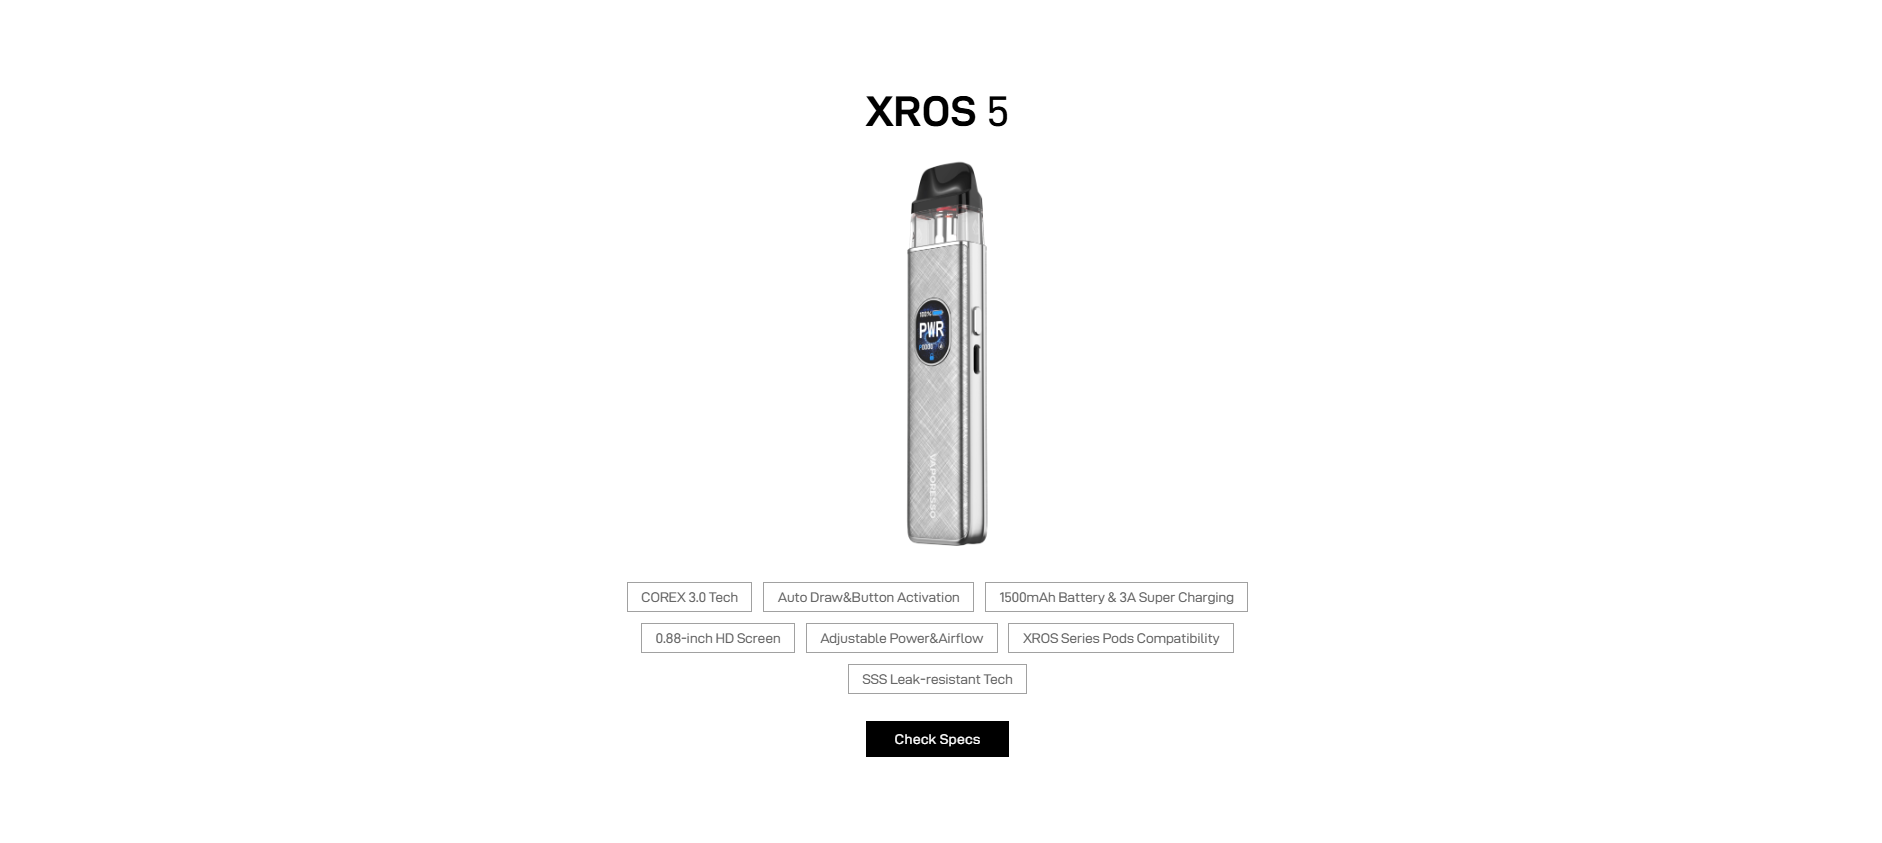 XROS 5
100%
PWR
VAPORESSO
COREX 3.0 Tech
Auto Draw&Button Activation
1500mAh Battery & 3A Super Charging
0.88-inch HD Screen
Adjustable Power&Airflow
XROS Series Pods Compatibility
SSS Leak-resistant Tech
Check Specs